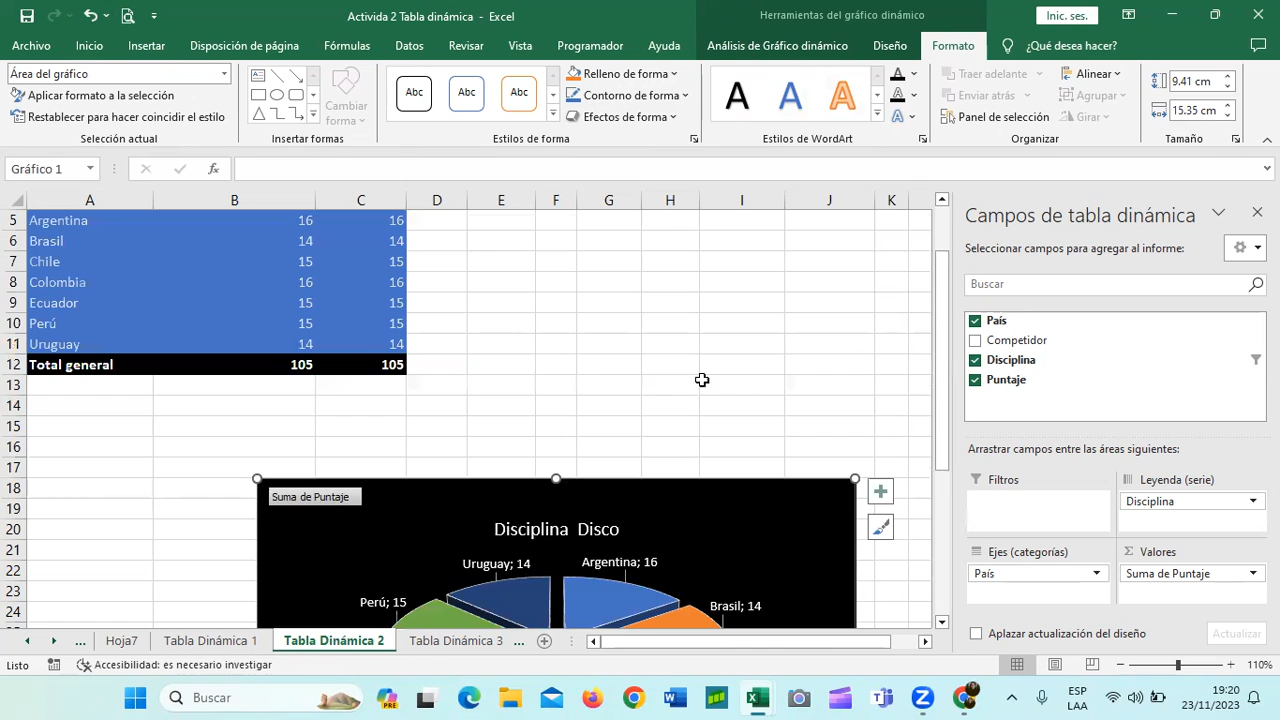 Activida 2 Tabla dinámica - Excel
Herramientas del gráfico dinámico
Inic. ses.
Archivo Inicio Insertar Disposición de página Fórmulas Datos Revisar Vista Programador Ayuda Análisis de Gráfico dinámico Diseño Formato ¿Qué desea hacer?
Área del gráfico
Aplicar formato a la selección
Restablecer para hacer coincidir el estilo
Selección actual
Cambiar forma
Insertar formas
Abc Abc Abc
Relleno de forma
Contorno de forma
Efectos de forma
Estilos de forma
A A A
A
A
A
Estilos de WordArt
Traer adelante
Enviar atrás
Panel de selección
Alinear
Agrupar
Girar
Organizar
9.41 cm
15.35 cm
Tamaño
Gráfico 1
fx
A B C D E F G H I J K
5 Argentina 16 16
6 Brasil 14 14
7 Chile 15 15
8 Colombia 16 16
9 Ecuador 15 15
10 Perú 15 15
11 Uruguay 14 14
12 Total general 105 105
13
14
15
16
17
18
19
20
21
22
23
24
Suma de Puntaje
Disciplina Disco
Uruguay; 14
Argentina; 16
Perú; 15
Brasil; 14
Campos de tabla dinámica
Seleccionar campos para agregar al informe:
Buscar
País
Competidor
Disciplina
Puntaje
Arrastrar campos entre las áreas siguientes:
Filtros
Leyenda (serie)
Disciplina
Ejes (categorías)
País
Σ Valores
Suma de Puntaje
Aplazar actualización del diseño
Actualizar
... Hoja7 Tabla Dinámica 1 Tabla Dinámica 2 Tabla Dinámica 3 ...
Listo
Accesibilidad: es necesario investigar
110%
Buscar
PRE
ESP
LAA
19:20
23/11/2023